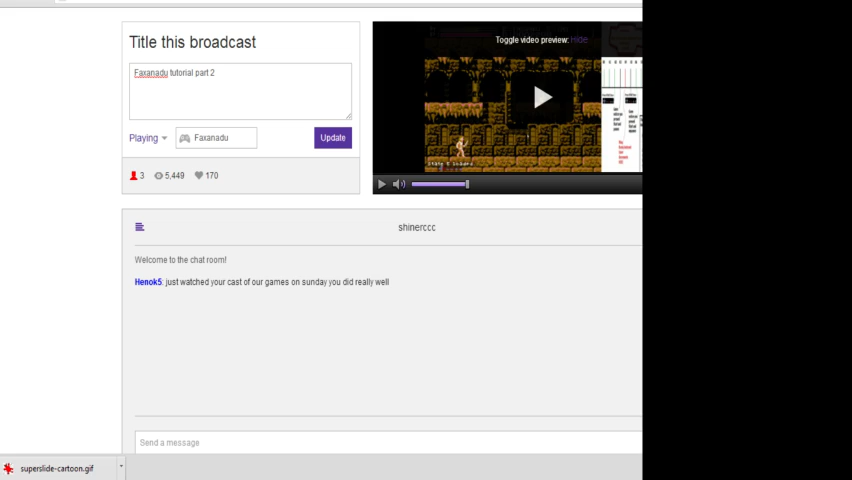 Title this broadcast
Faxanadu tutorial part 2
Playing
Faxanadu
Update
3
5,449
170
Toggle video preview: Hide
shinerccc
Welcome to the chat room!
Henok5: just watched your cast of our games on sunday you did really well
Send a message
superslide-cartoon.gif